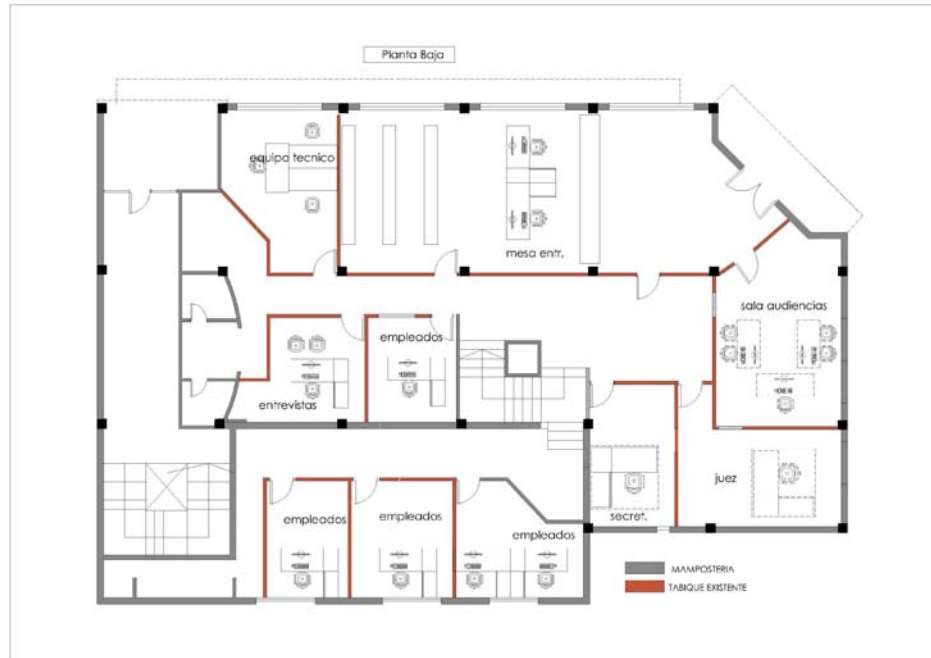 Planta Baja
equipo tecnico
mesa entr.
sala audiencias
empleados
entrevistas
juez
secret.
empleados
empleados
empleados
MAMPOSTERIA
TABIQUE EXISTENTE